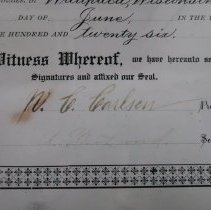 Waupaca, Wisconsin
DAY OF June, IN THE
HUNDRED AND twenty six.
Witness Whereof, we have hereunto se
Signatures and affixed our Seal.
W. C. Carlsen